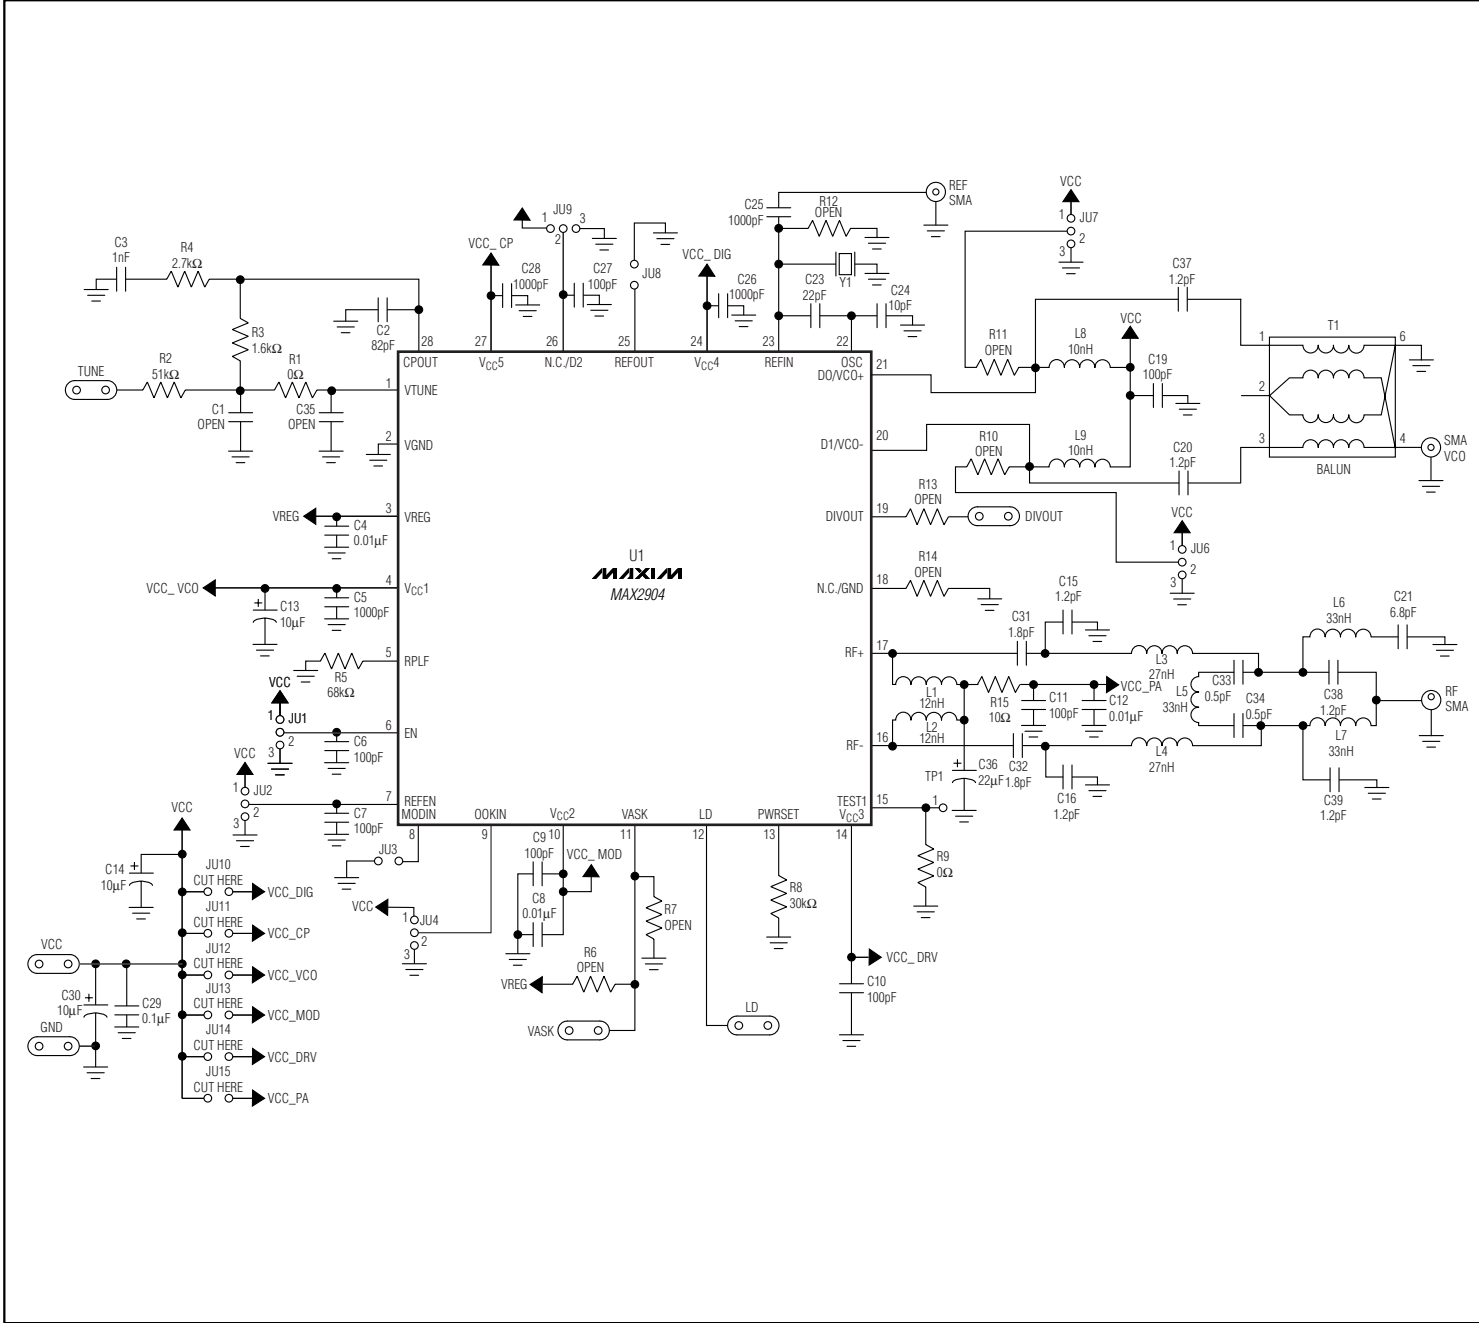 REF
SMA
C25
1000pF
R12
OPEN
Y1
VCC
1
JU7
2
3
JU9
1
3
2
JU8
C3
1nF
R4
2.7kΩ
VCC_ CP
C28
1000pF
C27
100pF
VCC_ DIG
C26
1000pF
C23
22pF
C24
10pF
C37
1.2pF
C2
82pF
R3
1.6kΩ
R11
OPEN
L8
10nH
VCC
C19
100pF
1
T1
6
2
3
4
BALUN
SMA
VCO
28
27
26
25
24
23
22
CPOUT
VCC5
N.C./D2
REFOUT
VCC4
REFIN
OSC
TUNE
R2
51kΩ
R1
0Ω
C1
OPEN
C35
OPEN
1
VTUNE
2
VGND
D0/VCO+
21
D1/VCO-
20
R10
OPEN
L9
10nH
C20
1.2pF
R13
OPEN
DIVOUT
19
DIVOUT
VCC
1
JU6
2
3
VREG
3
VREG
C4
0.01µF
U1
MAXIM
MAX2904
R14
OPEN
N.C./GND
18
VCC_ VCO
4
VCC1
C13
10µF
+
C5
1000pF
C31
1.8pF
C15
1.2pF
L6
33nH
C21
6.8pF
RF+
17
5
RPLF
R5
68kΩ
L3
27nH
L1
12nH
R15
10Ω
C11
100pF
C12
0.01µF
VCC_PA
L5
33nH
C33
0.5pF
C34
0.5pF
C38
1.2pF
RF
SMA
L2
12nH
VCC
1
JU1
2
3
6
EN
C6
100pF
RF-
16
C32
1.8pF
L4
27nH
L7
33nH
C36
22µF
+
C16
1.2pF
C39
1.2pF
VCC
1
JU2
2
3
7
REFEN
C7
100pF
TP1
1
TEST1
15
MODIN
OOKIN
VCC2
VASK
LD
PWRSET
VCC3
8
9
10
11
12
13
14
R9
0Ω
VCC
JU3
C9
100pF
VCC_ MOD
C8
0.01µF
R7
OPEN
R8
30kΩ
C14
10µF
+
JU10
CUT HERE
VCC_DIG
VCC
1
JU4
2
3
JU11
CUT HERE
VCC_CP
JU12
CUT HERE
VCC_VCO
VCC
R6
OPEN
VREG
VCC_ DRV
C10
100pF
C30
10µF
+
C29
0.1µF
JU13
CUT HERE
VCC_MOD
LD
VASK
GND
JU14
CUT HERE
VCC_DRV
JU15
CUT HERE
VCC_PA